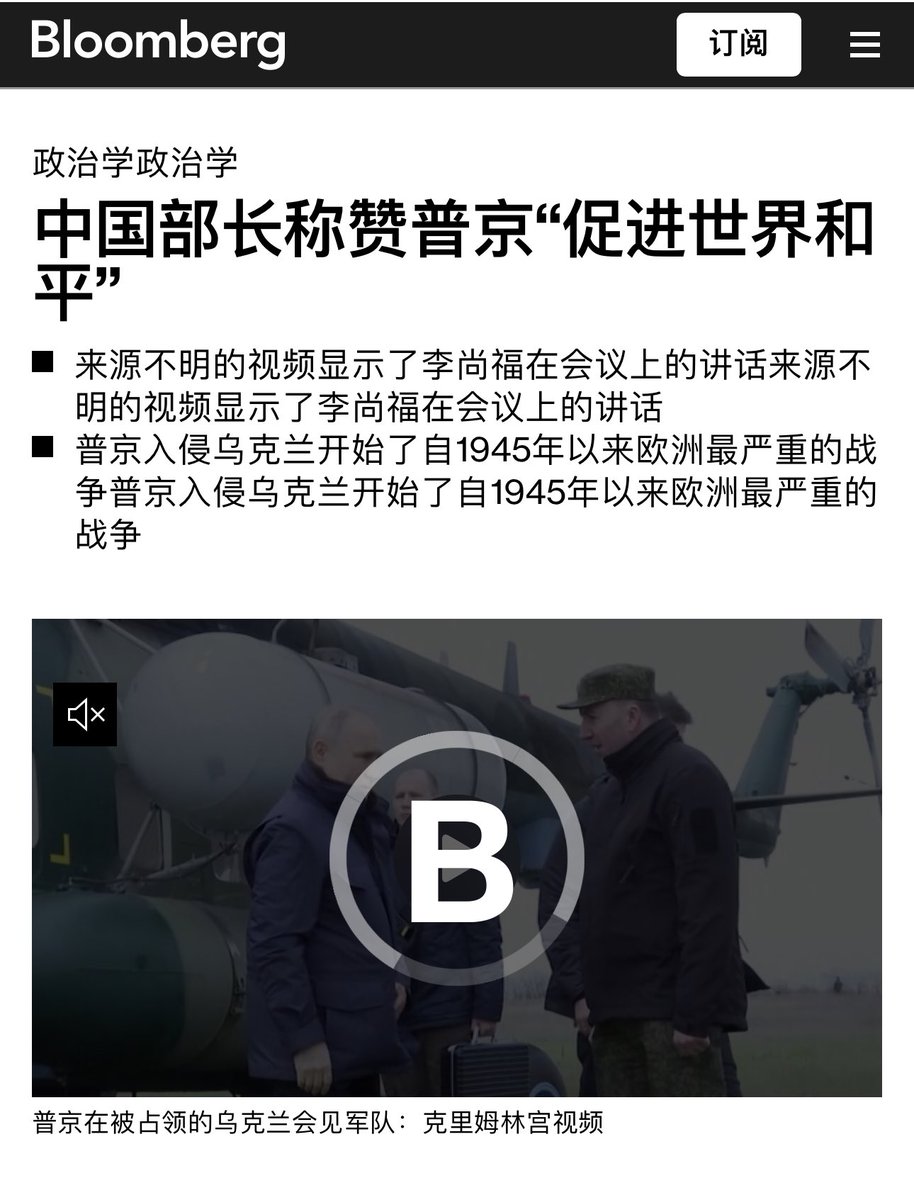 Bloomberg
订阅
政治学政治学
中国部长称赞普京“促进世界和
平”
来源不明的视频显示了李尚福在会议上的讲话来源不
明的视频显示了李尚福在会议上的讲话
普京入侵乌克兰开始了自1945年以来欧洲最严重的战
争普京入侵乌克兰开始了自1945年以来欧洲最严重的
战争
B
普京在被占领的乌克兰会见军队：克里姆林宫视频